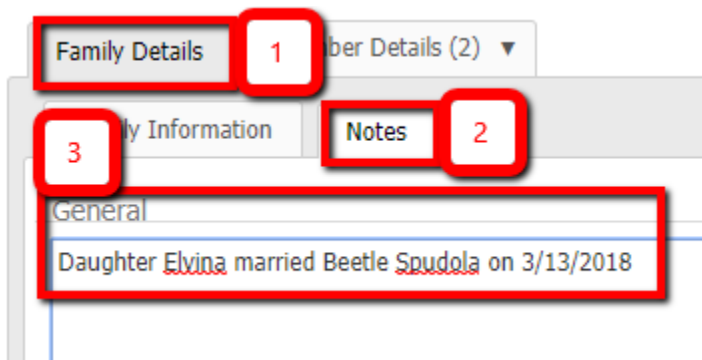 Family Details 1 ber Details (2) ▼
ly Information Notes 2
3
General
Daughter Elvina married Beetle Spudola on 3/13/2018